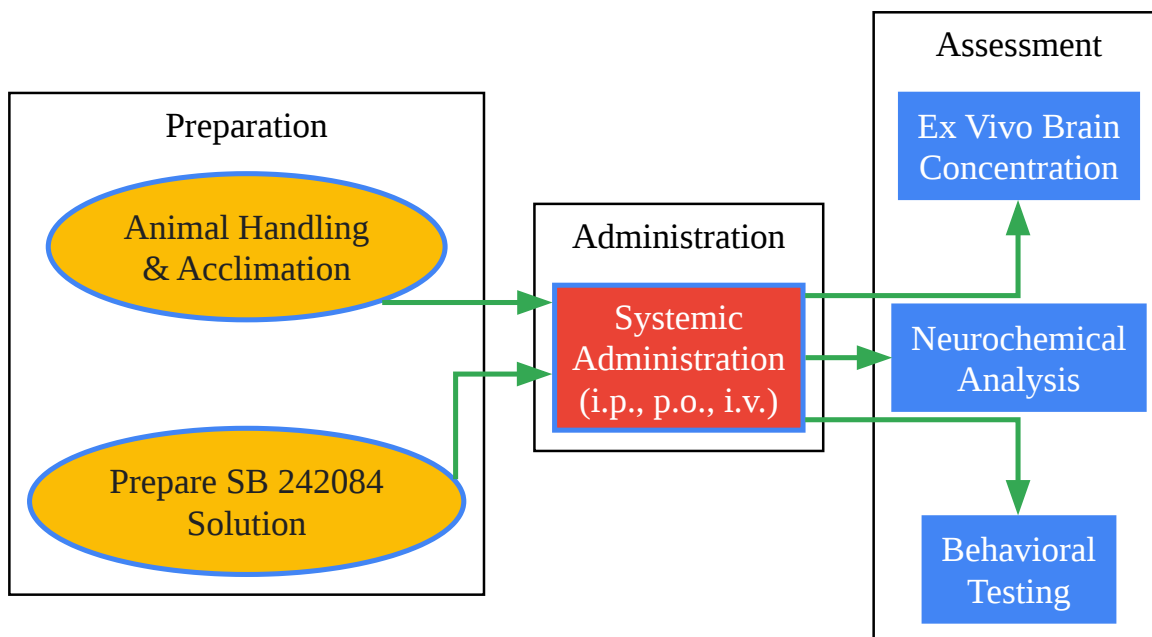 Preparation
Animal Handling
& Acclimation
Prepare SB 242084
Solution
Administration
Systemic
Administration
(i.p., p.o., i.v.)
Assessment
Ex Vivo Brain
Concentration
Neurochemical
Analysis
Behavioral
Testing